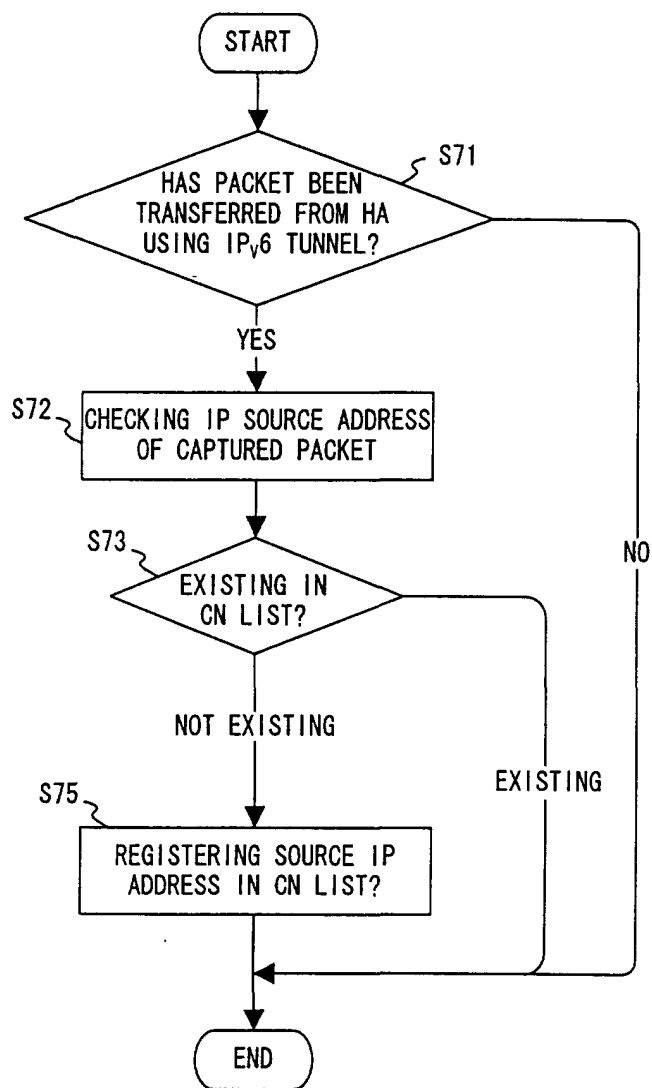 START
S71
HAS PACKET BEEN
TRANSFERRED FROM HA
USING IPv6 TUNNEL?
YES
S72
CHECKING IP SOURCE ADDRESS
OF CAPTURED PACKET
S73
NO
EXISTING IN
CN LIST?
NOT EXISTING
EXISTING
S75
REGISTERING SOURCE IP
ADDRESS IN CN LIST?
END